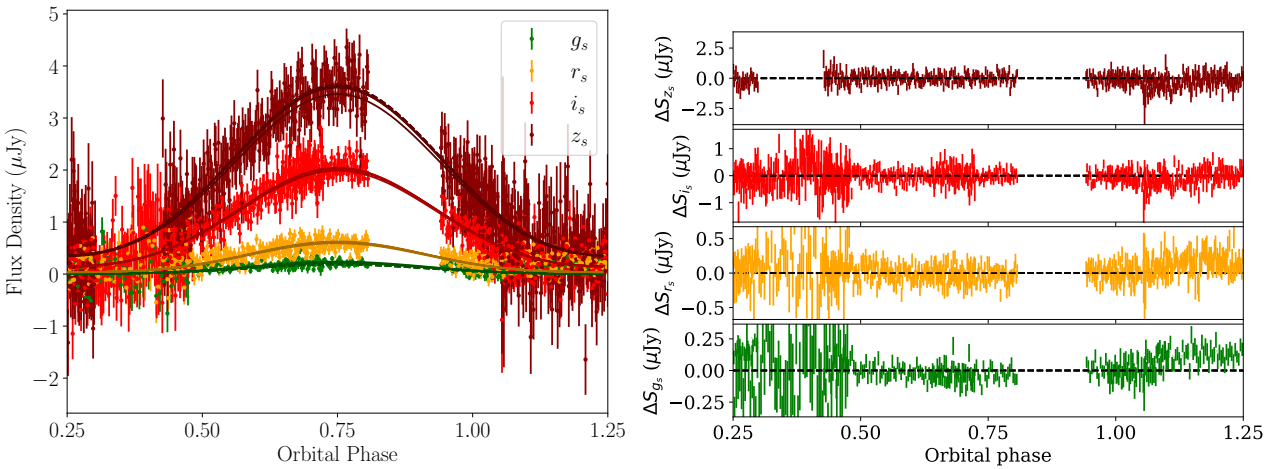 5
4
3
2
1
0
−1
−2
Flux Density (μJy)
0.25 0.50 0.75 1.00 1.25
Orbital Phase
g_s
r_s
i_s
z_s
ΔS_{z_s} (μJy)
2.5
0.0
−2.5
ΔS_{i_s} (μJy)
1
0
−1
ΔS_{r_s} (μJy)
0.5
0.0
−0.5
ΔS_{g_s} (μJy)
0.25
0.00
−0.25
0.25 0.50 0.75 1.00 1.25
Orbital phase